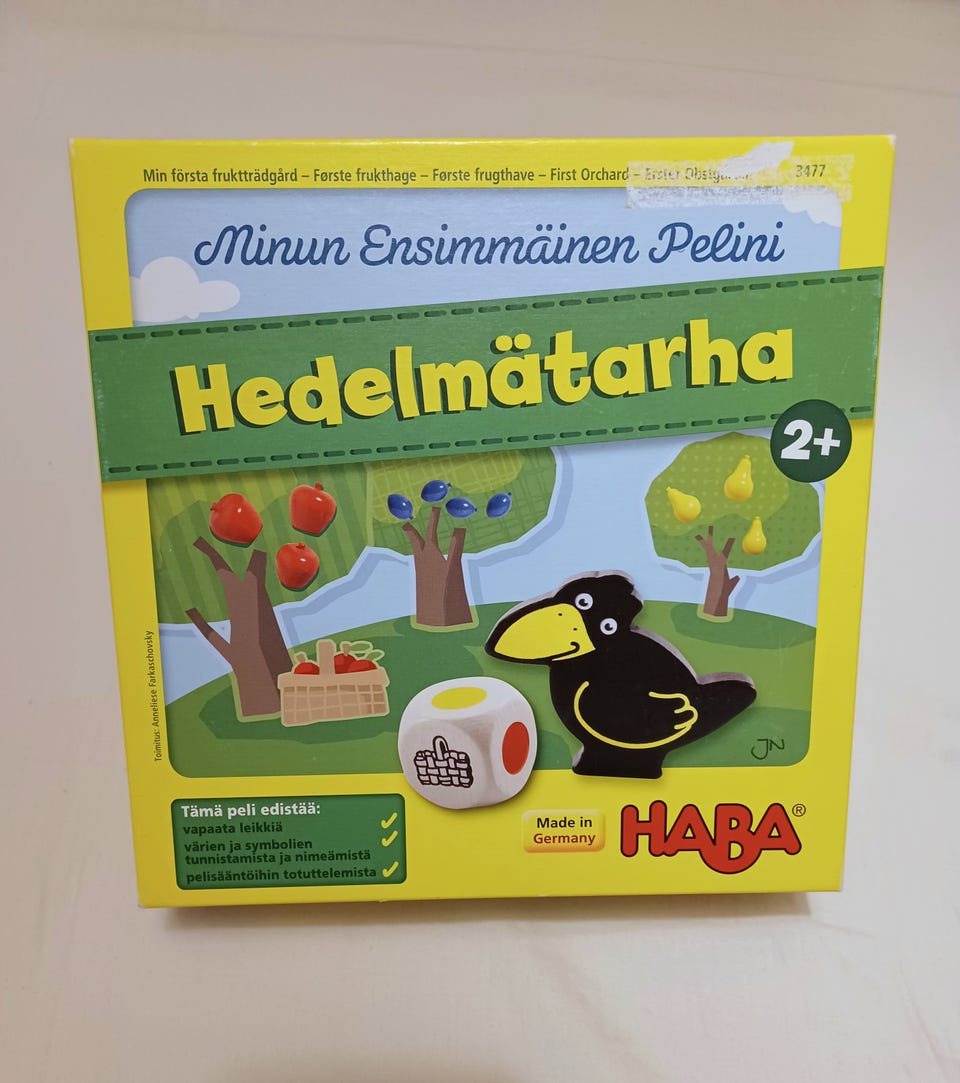 Min första fruktträdgård – Første frukthage – Første frugthave – First Orchard – Erster
3477
Minun Ensimmäinen Pelini
Hedelmätarha
2+
Toimitus: Anneliese Farkaschovsky
JN
Tämä peli edistää:
vapaata leikkiä
värien ja symbolien
tunnistamista ja nimeämistä
pelisääntöihin totuttelemista
Made in
Germany
HABA®